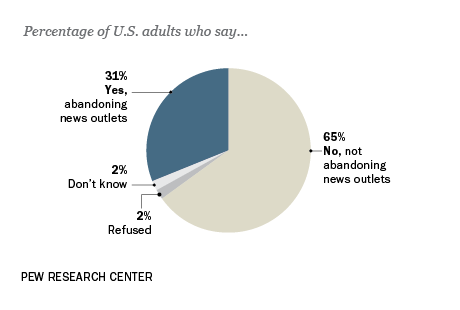 Percentage of U.S. adults who say...
31%
Yes,
abandoning
news outlets
65%
No, not
abandoning
news outlets
2%
Don't know
2%
Refused
PEW RESEARCH CENTER